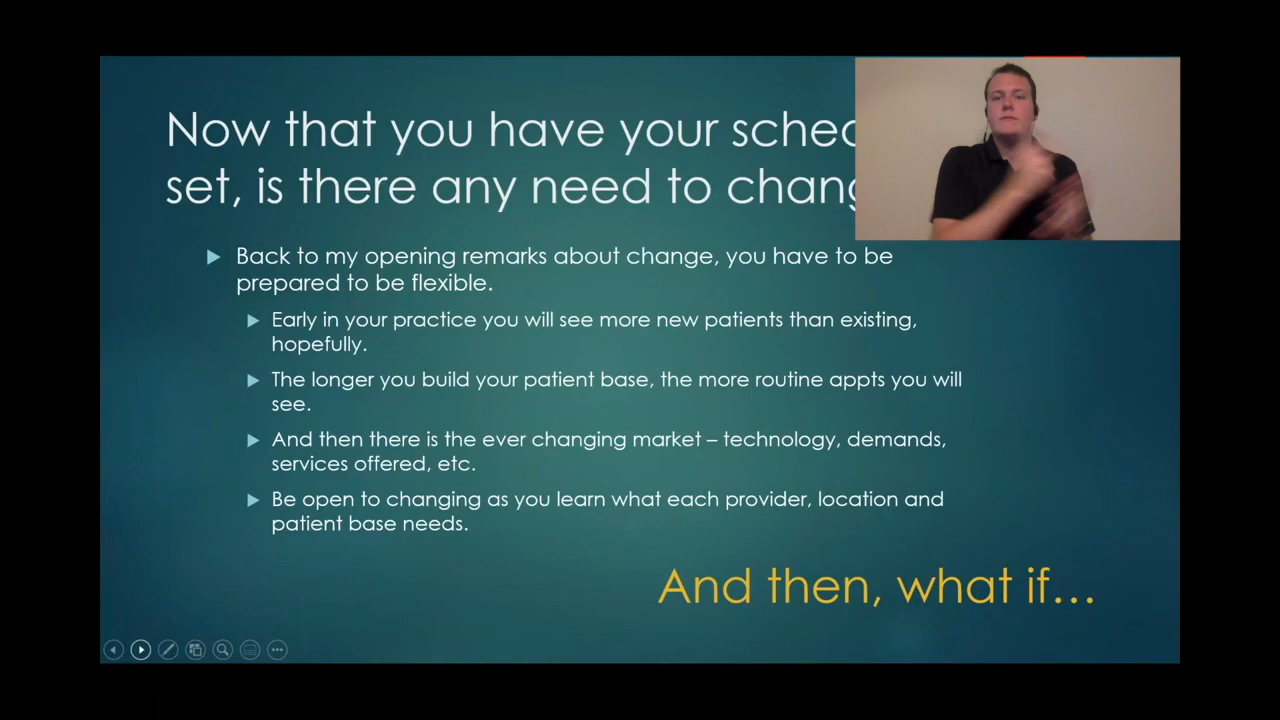 Now that you have your sched
set, is there any need to chang
Back to my opening remarks about change, you have to be
prepared to be flexible.
Early in your practice you will see more new patients than existing,
hopefully.
The longer you build your patient base, the more routine appts you will
see.
And then there is the ever changing market – technology, demands,
services offered, etc.
Be open to changing as you learn what each provider, location and
patient base needs.
And then, what if…